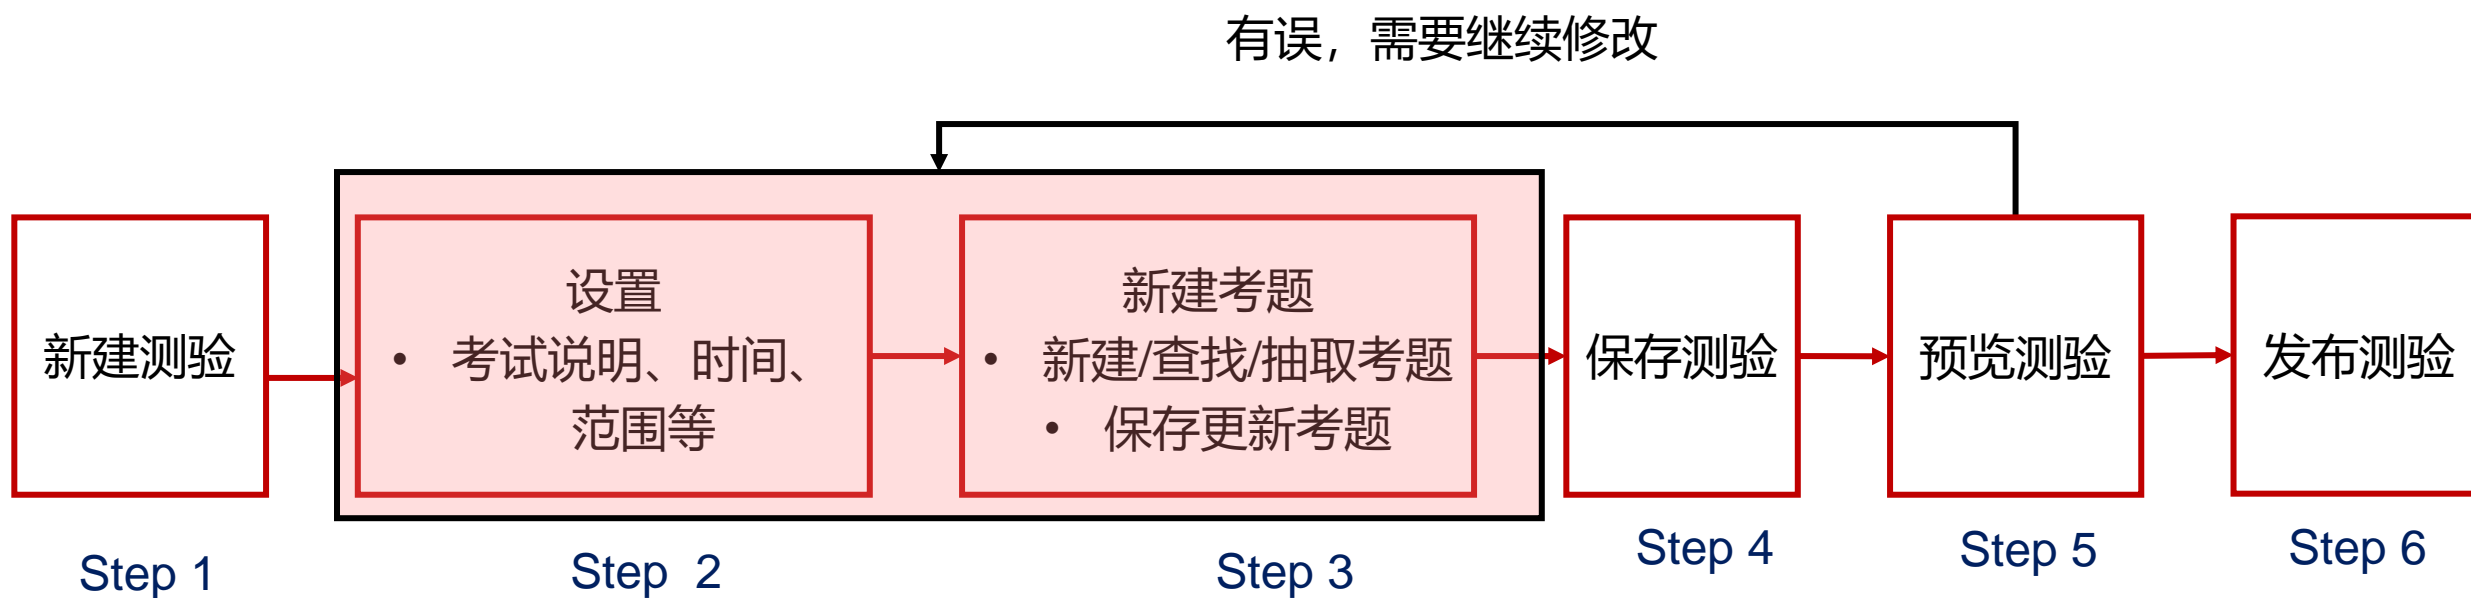 有误，需要继续修改
新建测验
设置
• 考试说明、时间、
范围等
新建考题
• 新建/查找/抽取考题
• 保存更新考题
保存测验
预览测验
发布测验
Step 1
Step 2
Step 3
Step 4
Step 5
Step 6